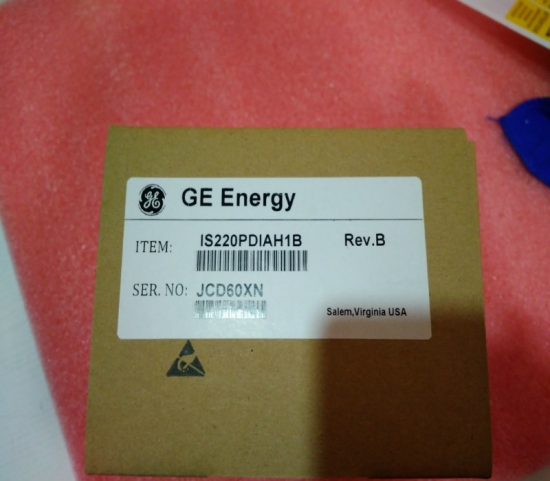 GE Energy
ITEM: IS220PDIAH1B Rev.B
SER. NO: JCD60XN
Salem,Virginia USA